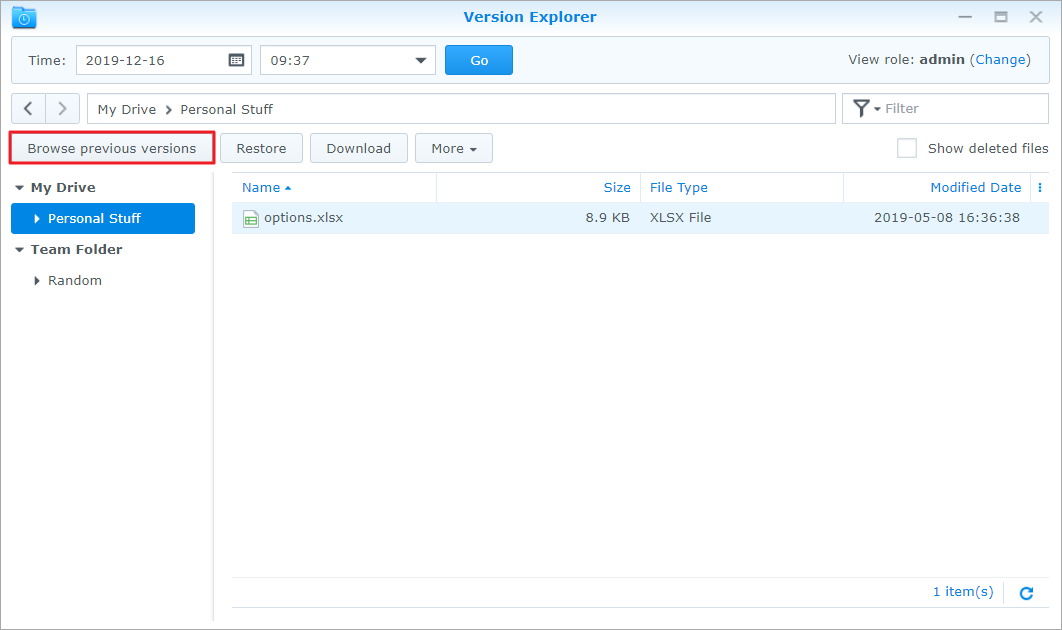 Version Explorer
Time: 2019-12-16 09:37 Go View role: admin (Change)
My Drive > Personal Stuff Filter
Browse previous versions Restore Download More Show deleted files
My Drive
Personal Stuff
Team Folder
Random
Name Size File Type Modified Date
options.xlsx 8.9 KB XLSX File 2019-05-08 16:36:38
1 item(s)